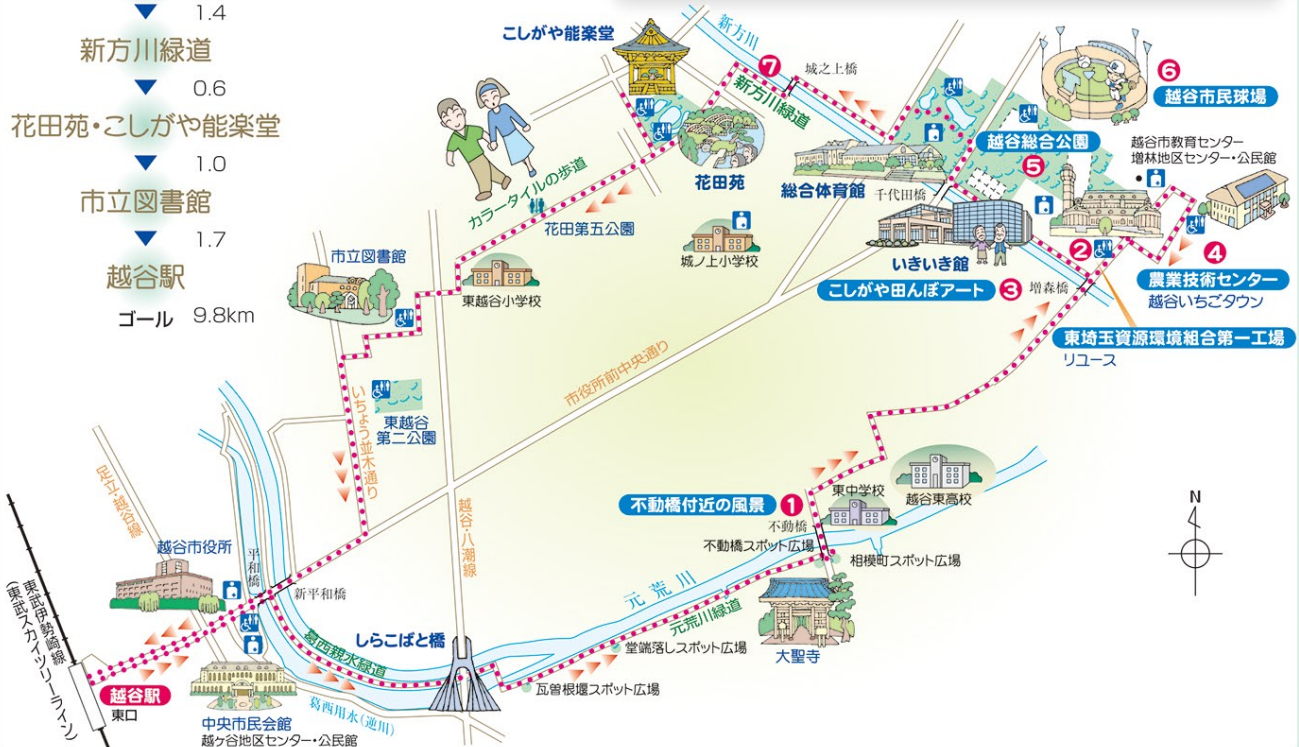 1.4
新方川緑道
0.6
花田苑・こしがや能楽堂
1.0
市立図書館
1.7
越谷駅
ゴール 9.8km
こしがや能楽堂
新方川
7
城之上橋
新方川緑道
6
越谷市民球場
越谷総合公園
5
越谷市教育センター
増林地区センター・公民館
花田苑
総合体育館
千代田橋
カラータイルの歩道
花田第五公園
城ノ上小学校
いきいき館
2
4
農業技術センター
越谷いちごタウン
こしがや田んぼアート 3
増森橋
東埼玉資源環境組合第一工場
リユース
市立図書館
東越谷小学校
市役所前中央通り
いちょう並木通り
東越谷
第二公園
足立・越谷線
越谷・八潮線
不動橋付近の風景 1
東中学校
越谷東高校
不動橋
不動橋スポット広場
相模町スポット広場
N
越谷市役所
平和橋
新平和橋
元荒川
元荒川緑道
大聖寺
堂端落しスポット広場
瓦曽根堰スポット広場
しらこばと橋
葛西親水緑道
葛西用水(逆川)
東武伊勢崎線
(東武スカイツリーライン)
越谷駅
東口
中央市民会館
越ヶ谷地区センター・公民館